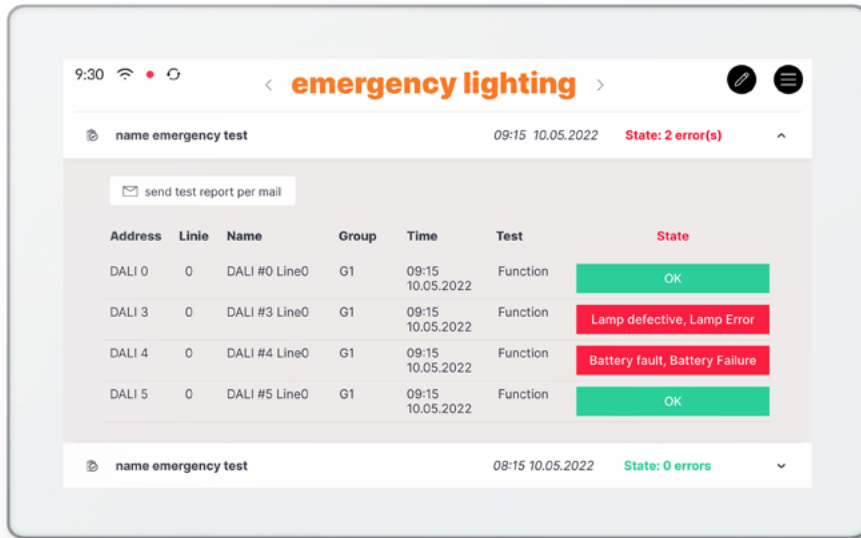 9:30
emergency lighting
name emergency test 09:15 10.05.2022 State: 2 error(s)
send test report per mail
Address Linie Name Group Time Test State
DALI 0 0 DALI #0 Line0 G1 09:15 Function OK
10.05.2022
DALI 3 0 DALI #3 Line0 G1 09:15 Function Lamp defective, Lamp Error
10.05.2022
DALI 4 0 DALI #4 Line0 G1 09:15 Function Battery fault, Battery Failure
10.05.2022
DALI 5 0 DALI #5 Line0 G1 09:15 Function OK
10.05.2022
name emergency test 08:15 10.05.2022 State: 0 errors